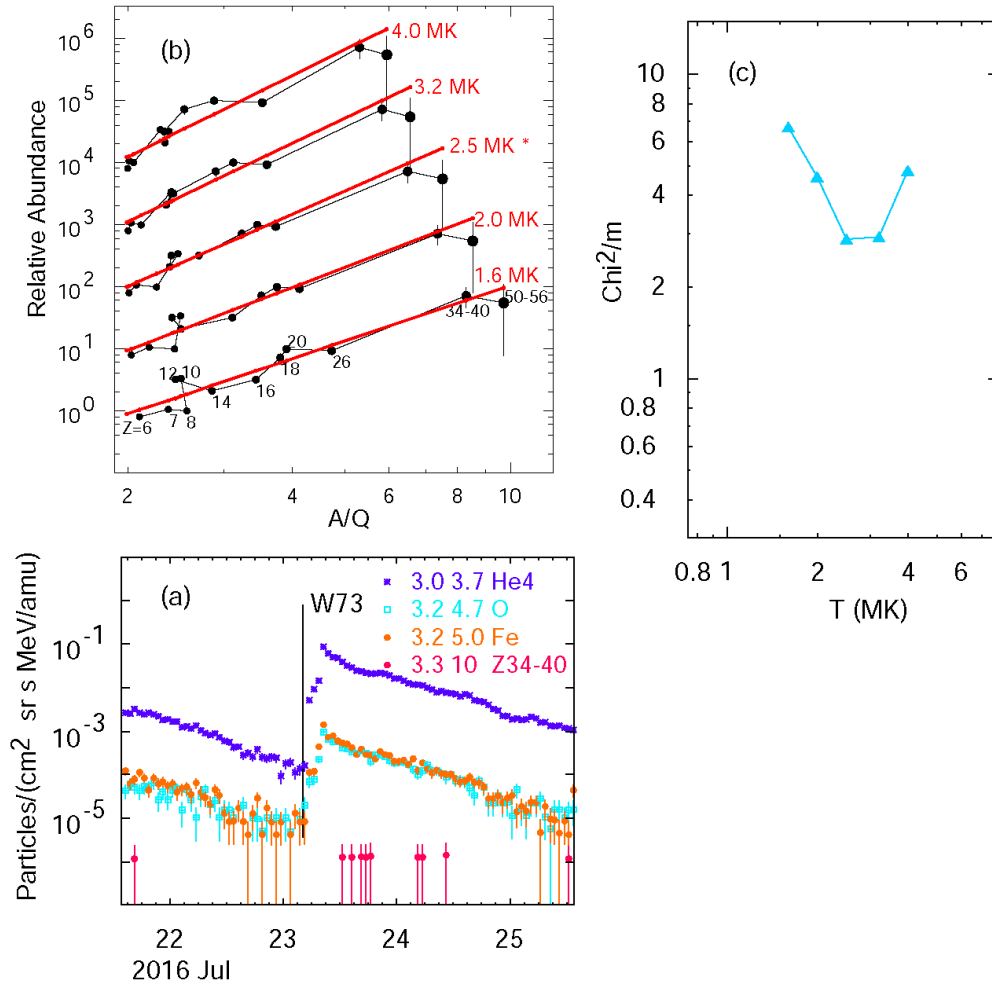 (b)
Relative Abundance
10^6
10^5
10^4
10^3
10^2
10^1
10^0
4.0 MK
3.2 MK
2.5 MK *
2.0 MK
1.6 MK
50-56
34-40
20
18
26
12
10
16
14
Z=6
7
8
2
4
6
8
10
A/Q
(c)
Chi^2/m
10
6
4
2
1
0.8
0.6
0.4
0.8
1
2
4
6
T (MK)
(a)
Particles/(cm^2 sr s MeV/amu)
10^-1
10^-3
10^-5
W73
3.0 3.7 He4
3.2 4.7 O
3.2 5.0 Fe
3.3 10 Z34-40
22
23
24
25
2016 Jul